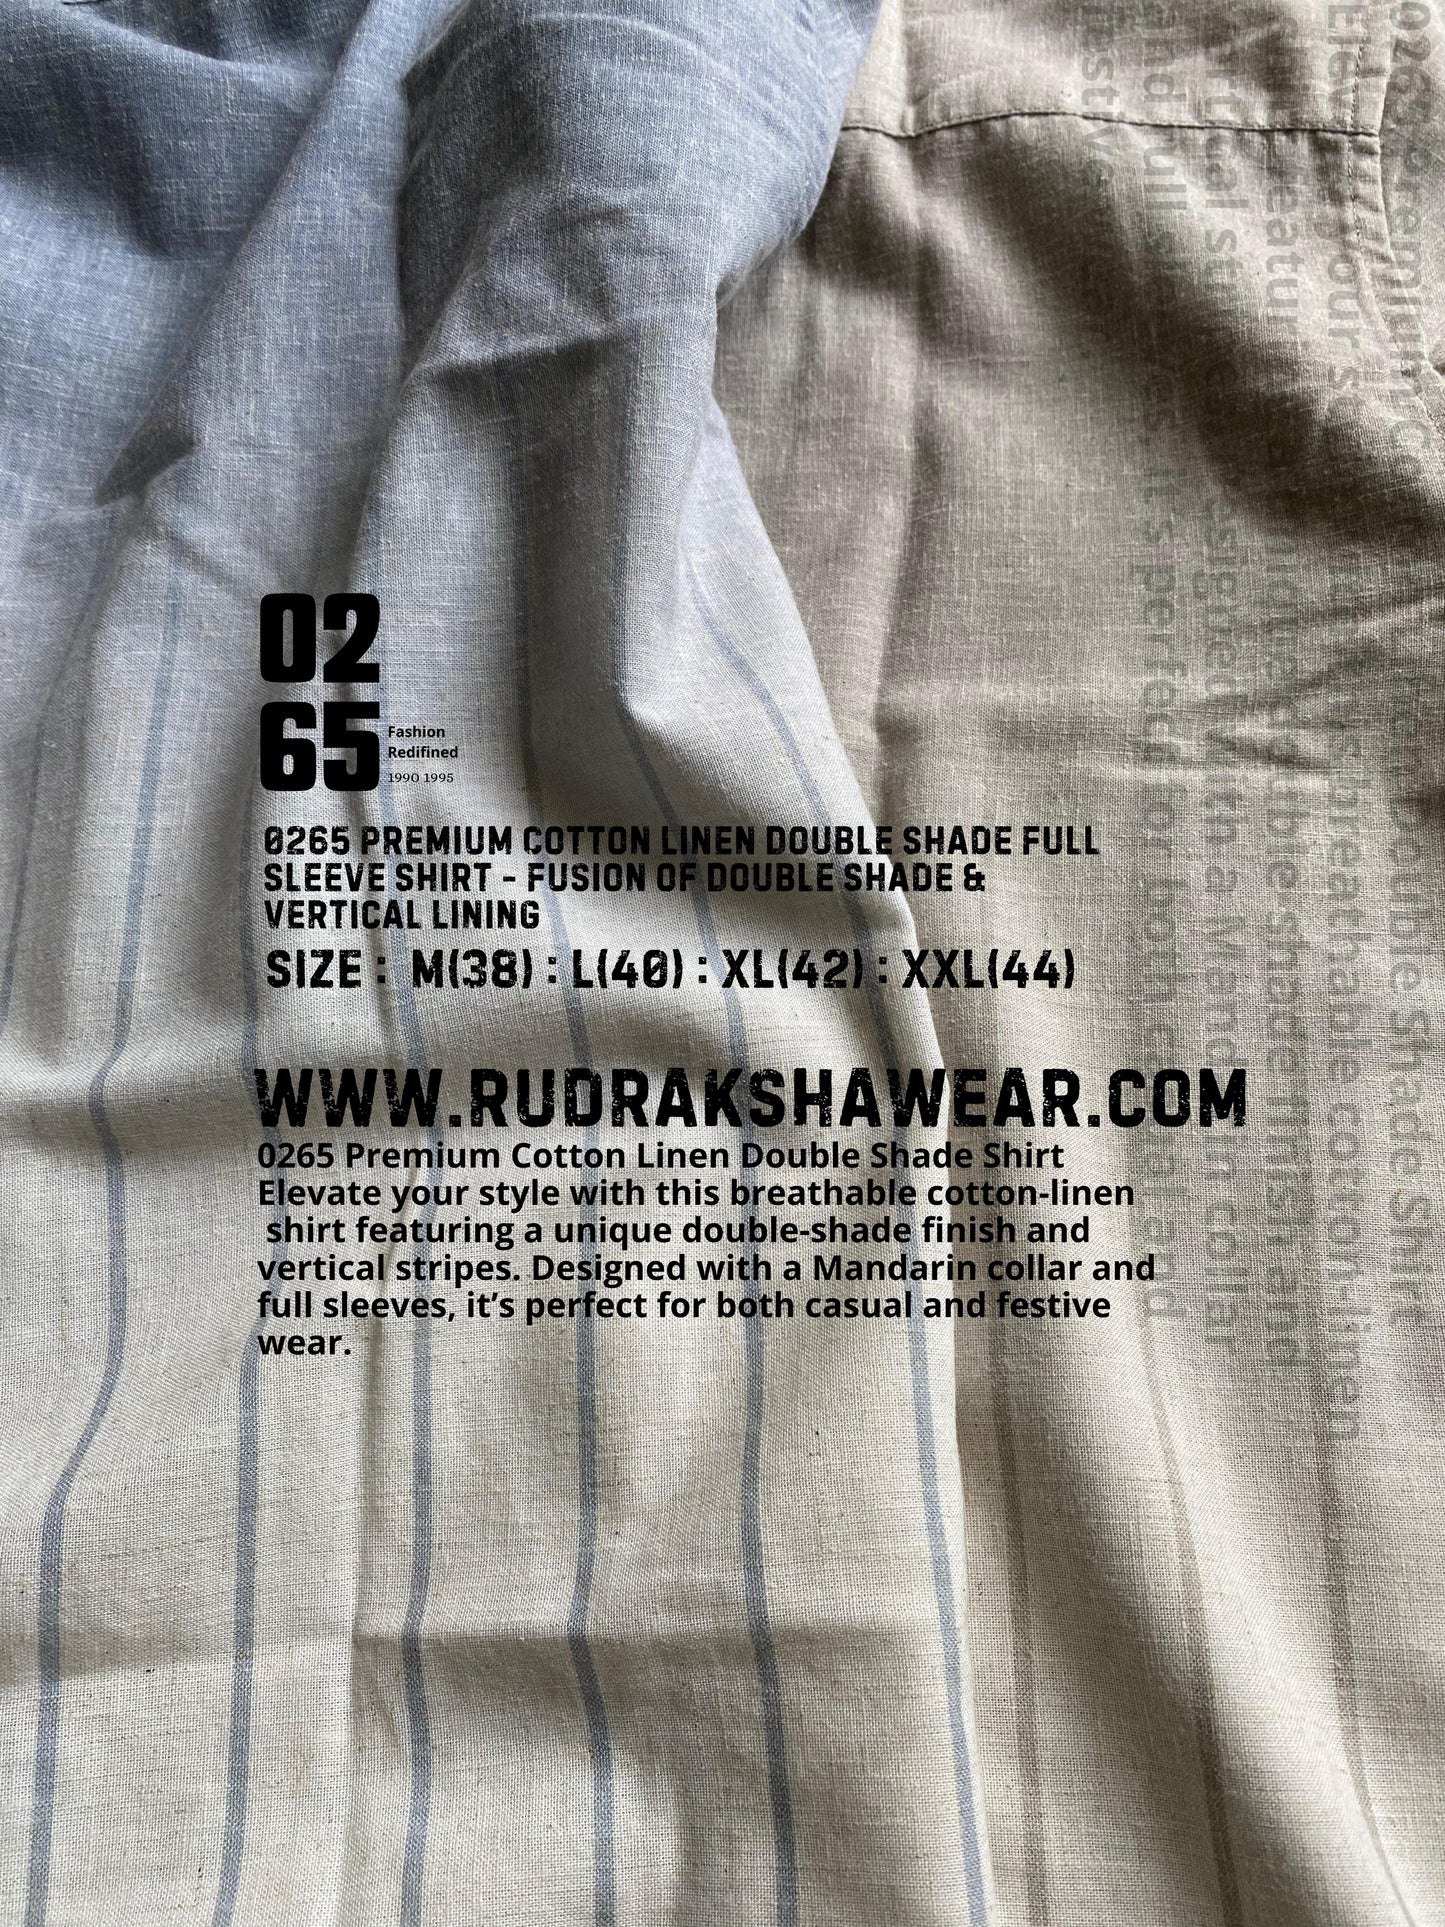 02
65
Fashion
Redifined
1990 1995
0265 PREMIUM COTTON LINEN DOUBLE SHADE FULL
SLEEVE SHIRT - FUSION OF DOUBLE SHADE &
VERTICAL LINING
SIZE : M(38) : L(40) : XL(42) : XXL(44)
WWW.RUDRAKSHAWEAR.COM
0265 Premium Cotton Linen Double Shade Shirt
Elevate your style with this breathable cotton-linen
shirt featuring a unique double-shade finish and
vertical stripes. Designed with a Mandarin collar and
full sleeves, it’s perfect for both casual and festive
wear.